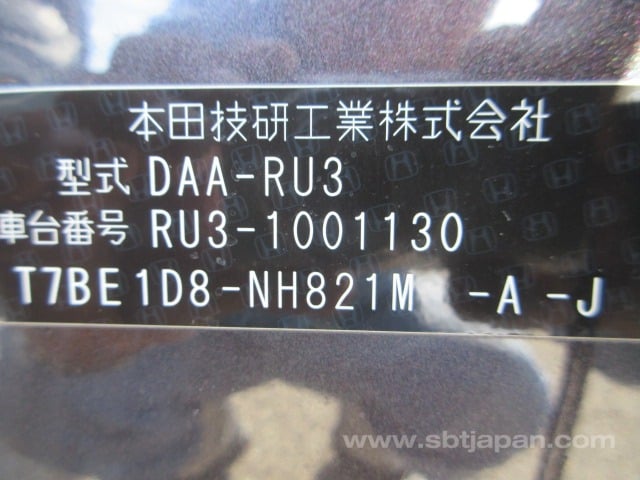 本田技研工業株式会社
型式 DAA-RU3
車台番号 RU3-1001130
T7BE1D8-NH821M -A -J
www.sbtjapan.com